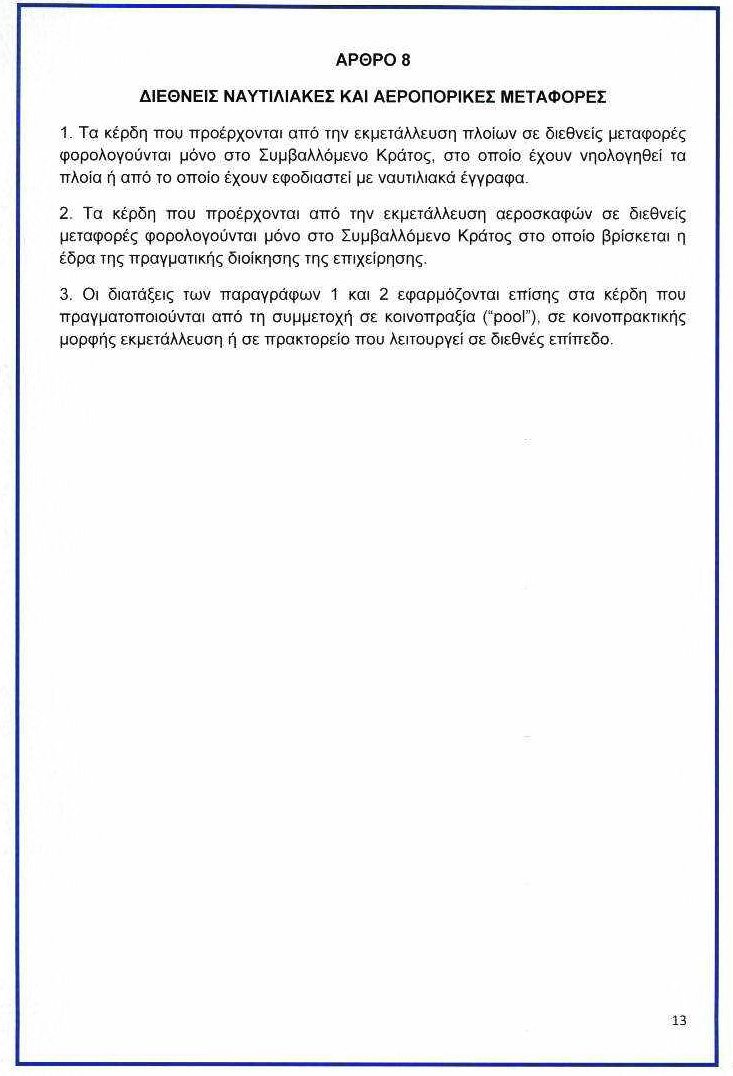 ΑΡΘΡΟ 8
ΔΙΕΘΝΕΙΣ ΝΑΥΤΙΛΙΑΚΕΣ ΚΑΙ ΑΕΡΟΠΟΡΙΚΕΣ ΜΕΤΑΦΟΡΕΣ
1. Τα κέρδη που προέρχονται από την εκμετάλλευση πλοίων σε διεθνείς μεταφορές
φορολογούνται μόνο στο Συμβαλλόμενο Κράτος, στο οποίο έχουν νηολογηθεί τα
πλοία ή από το οποίο έχουν εφοδιαστεί με ναυτιλιακά έγγραφα.
2. Τα κέρδη που προέρχονται από την εκμετάλλευση αεροσκαφών σε διεθνείς
μεταφορές φορολογούνται μόνο στο Συμβαλλόμενο Κράτος στο οποίο βρίσκεται η
έδρα της πραγματικής διοίκησης της επιχείρησης.
3. Οι διατάξεις των παραγράφων 1 και 2 εφαρμόζονται επίσης στα κέρδη που
πραγματοποιούνται από τη συμμετοχή σε κοινοπραξία (“pool”), σε κοινοπρακτικής
μορφής εκμετάλλευση ή σε πρακτορείο που λειτουργεί σε διεθνές επίπεδο.
13